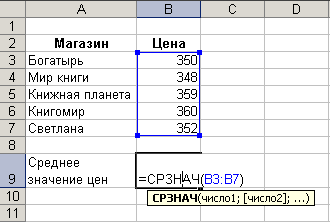 A B C D
1
2 Магазин Цена
3 Богатырь 350
4 Мир книги 348
5 Книжная планета 359
6 Книгомир 360
7 Светлана 352
8
Среднее
9 значение цен =СРЗНАЧ(B3:B7)
10 СРЗНАЧ(число1; [число2]; ...)
11